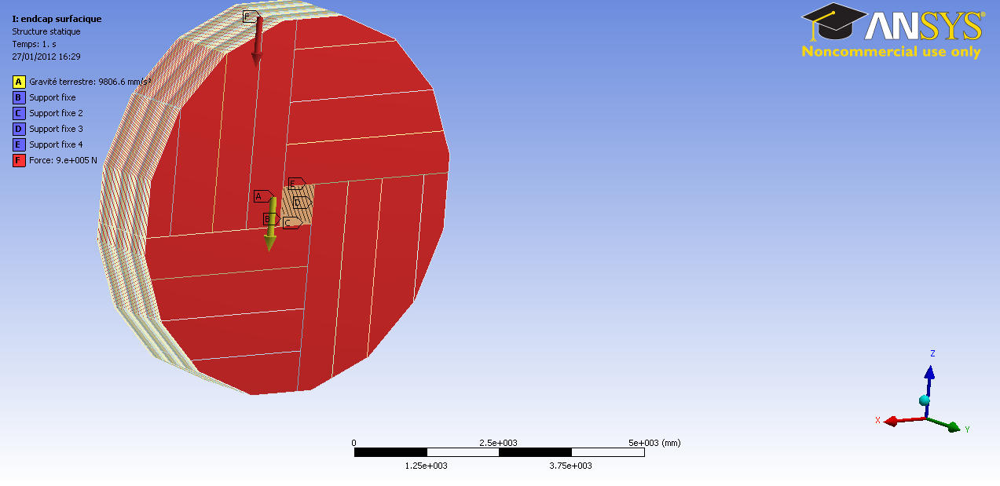 I: endcap surfacique
Structure statique
Temps: 1. s
27/01/2012 16:29
A Gravité terrestre: 9806.6 mm/s²
B Support fixe
C Support fixe 2
D Support fixe 3
E Support fixe 4
F Force: 9.e+005 N
ANSYS
Noncommercial use only
F
E
A
D
B
C
Z
X
Y
0 2.5e+003 5e+003 (mm)
1.25e+003 3.75e+003